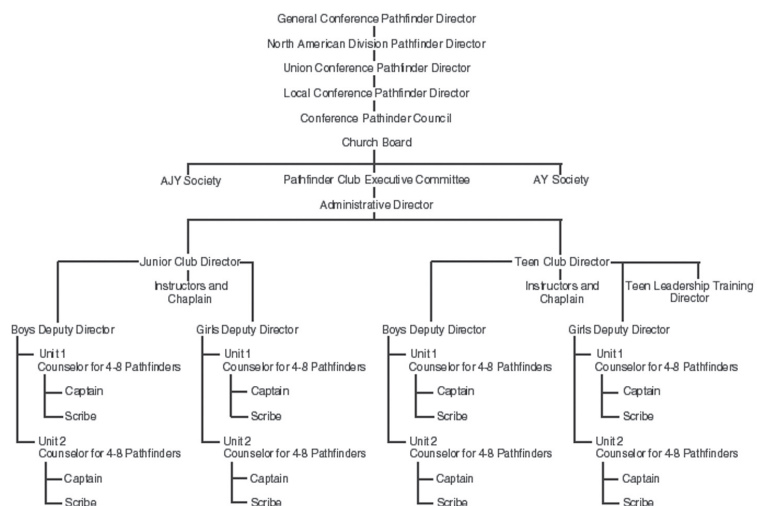 General Conference Pathfinder Director
North American Division Pathfinder Director
Union Conference Pathfinder Director
Local Conference Pathfinder Director
Conference Pathinder Council
Church Board
AJY Society
Pathfinder Club Executive Committee
AY Society
Administrative Director
Junior Club Director
Teen Club Director
Instructors and
Chaplain
Instructors and
Chaplain
Teen Leadership Training
Director
Boys Deputy Director
Girls Deputy Director
Boys Deputy Director
Girls Deputy Director
Unit 1
Counselor for 4-8 Pathfinders
Captain
Scribe
Unit 2
Counselor for 4-8 Pathfinders
Captain
Scribe
Unit 1
Counselor for 4-8 Pathfinders
Captain
Scribe
Unit 2
Counselor for 4-8 Pathfinders
Captain
Scribe
Unit 1
Counselor for 4-8 Pathfinders
Captain
Scribe
Unit 2
Counselor for 4-8 Pathfinders
Captain
Scribe
Unit 1
Counselor for 4-8 Pathfinders
Captain
Scribe
Unit 2
Counselor for 4-8 Pathfinders
Captain
Scribe